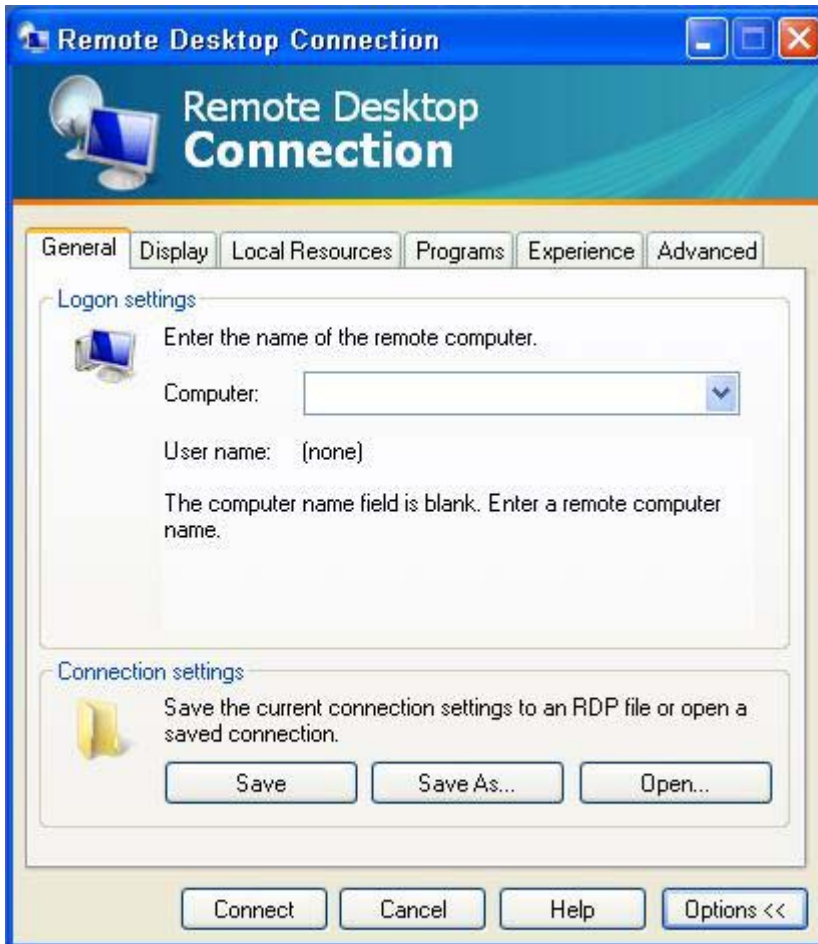 Remote Desktop Connection
Remote Desktop
Connection
General Display Local Resources Programs Experience Advanced
Logon settings
Enter the name of the remote computer.
Computer:
User name: (none)
The computer name field is blank. Enter a remote computer
name.
Connection settings
Save the current connection settings to an RDP file or open a
saved connection.
Save Save As... Open...
Connect Cancel Help Options <<